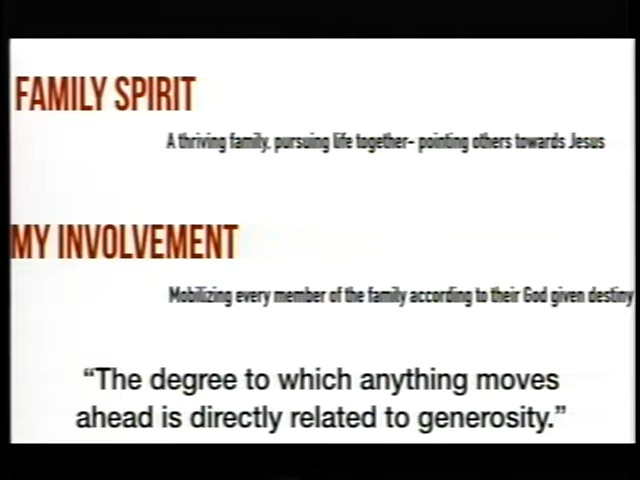 FAMILY SPIRIT
A thriving family, pursuing life together- pointing others towards Jesus
MY INVOLVEMENT
Mobilizing every member of the family according to their God given destiny
“The degree to which anything moves
ahead is directly related to generosity.”